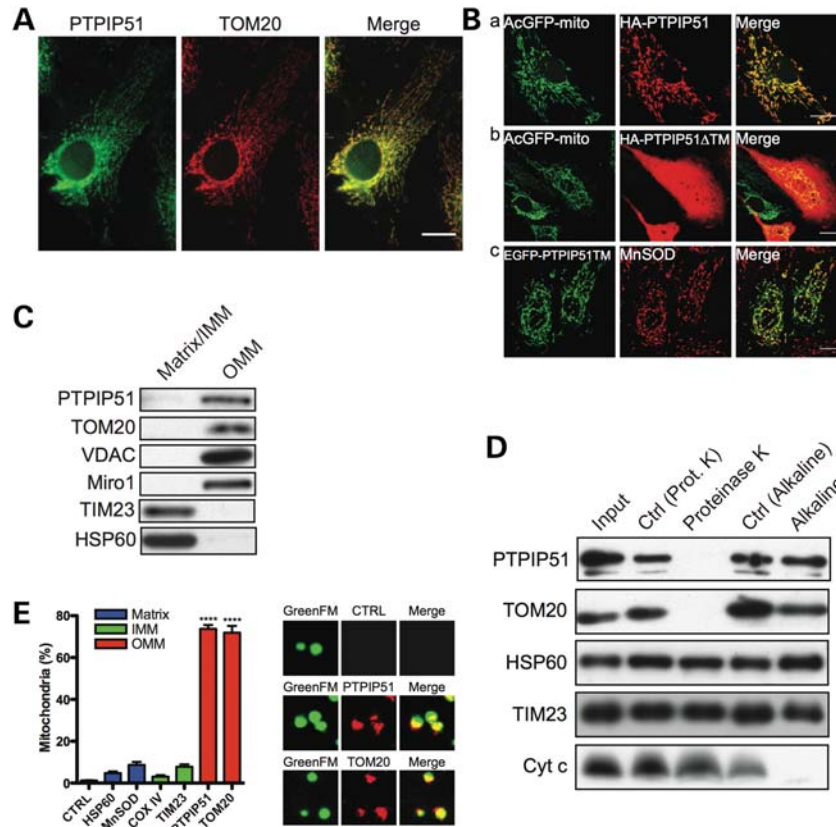 A
PTPIP51 TOM20 Merge
B
a AcGFP-mito HA-PTPIP51 Merge
b AcGFP-mito HA-PTPIP51ΔTM Merge
c EGFP-PTPIP51TM MnSOD Merge
C
Matrix/IMM OMM
PTPIP51
TOM20
VDAC
Miro1
TIM23
HSP60
D
Input Ctrl (Prot. K) Proteinase K Ctrl (Alkaline) Alkaline
PTPIP51
TOM20
HSP60
TIM23
Cyt c
E
Mitochondria (%)
80
60
40
20
0
Matrix
IMM
OMM
**** ****
CTRL HSP60 MnSOD COX IV TIM23 PTPIP51 TOM20
GreenFM CTRL Merge
GreenFM PTPIP51 Merge
GreenFM TOM20 Merge